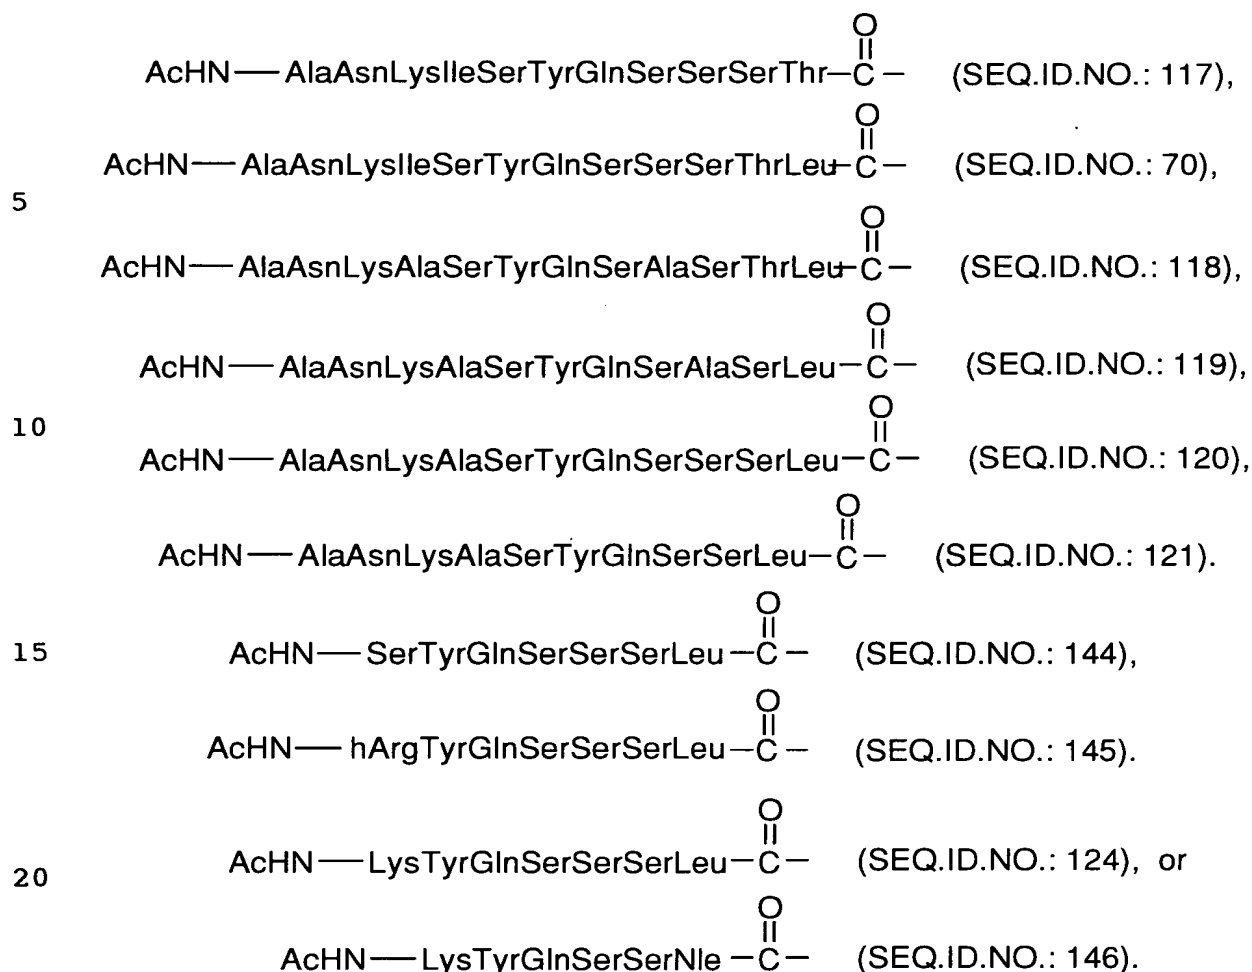 O
AcHN—AlaAsnLysIleSerTyrGlnSerSerSerThr—C— (SEQ.ID.NO.: 117),
O
AcHN—AlaAsnLysIleSerTyrGlnSerSerSerThrLeu—C— (SEQ.ID.NO.: 70),
5
O
AcHN—AlaAsnLysAlaSerTyrGlnSerAlaSerThrLeu—C— (SEQ.ID.NO.: 118),
O
AcHN—AlaAsnLysAlaSerTyrGlnSerAlaSerLeu—C— (SEQ.ID.NO.: 119),
10
O
AcHN—AlaAsnLysAlaSerTyrGlnSerSerSerLeu—C— (SEQ.ID.NO.: 120),
O
AcHN—AlaAsnLysAlaSerTyrGlnSerSerLeu—C— (SEQ.ID.NO.: 121).
O
15 AcHN—SerTyrGlnSerSerSerLeu—C— (SEQ.ID.NO.: 144),
O
AcHN—hArgTyrGlnSerSerSerLeu—C— (SEQ.ID.NO.: 145).
O
20 AcHN—LysTyrGlnSerSerSerLeu—C— (SEQ.ID.NO.: 124), or
O
AcHN—LysTyrGlnSerSerNle—C— (SEQ.ID.NO.: 146).